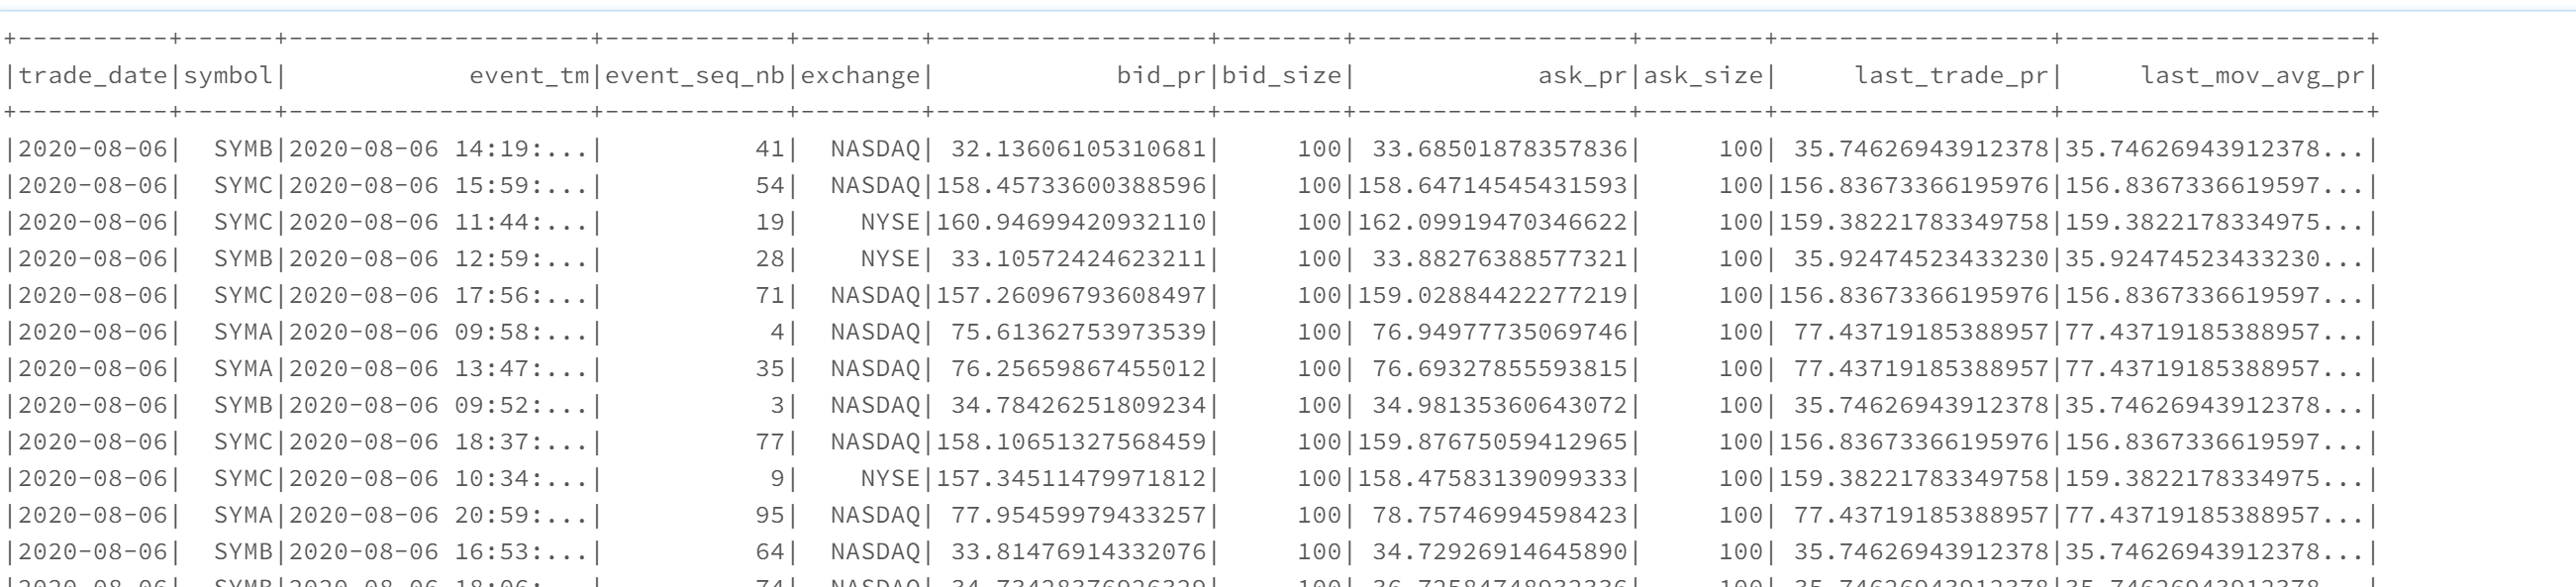 +----------+------+--------------------+------------+--------+------------------+--------+------------------+--------+------------------+--------------------+
|trade_date|symbol|            event_tm|event_seq_nb|exchange|            bid_pr|bid_size|            ask_pr|ask_size|     last_trade_pr|     last_mov_avg_pr|
+----------+------+--------------------+------------+--------+------------------+--------+------------------+--------+------------------+--------------------+
|2020-08-06|  SYMB|2020-08-06 14:19:...|          41|  NASDAQ| 32.13606105310681|     100| 33.68501878357836|     100| 35.74626943912378|35.74626943912378...|
|2020-08-06|  SYMC|2020-08-06 15:59:...|          54|  NASDAQ|158.45733600388596|     100|158.64714545431593|     100|156.83673366195976|156.8367336619597...|
|2020-08-06|  SYMC|2020-08-06 11:44:...|          19|    NYSE|160.94699420932110|     100|162.09919470346622|     100|159.38221783349758|159.3822178334975...|
|2020-08-06|  SYMB|2020-08-06 12:59:...|          28|    NYSE| 33.10572424623211|     100| 33.88276388577321|     100| 35.92474523433230|35.92474523433230...|
|2020-08-06|  SYMC|2020-08-06 17:56:...|          71|  NASDAQ|157.26096793608497|     100|159.02884422277219|     100|156.83673366195976|156.8367336619597...|
|2020-08-06|  SYMA|2020-08-06 09:58:...|           4|  NASDAQ| 75.61362753973539|     100| 76.94977735069746|     100| 77.43719185388957|77.43719185388957...|
|2020-08-06|  SYMA|2020-08-06 13:47:...|          35|  NASDAQ| 76.25659867455012|     100| 76.69327855593815|     100| 77.43719185388957|77.43719185388957...|
|2020-08-06|  SYMB|2020-08-06 09:52:...|           3|  NASDAQ| 34.78426251809234|     100| 34.98135360643072|     100| 35.74626943912378|35.74626943912378...|
|2020-08-06|  SYMC|2020-08-06 18:37:...|          77|  NASDAQ|158.10651327568459|     100|159.87675059412965|     100|156.83673366195976|156.8367336619597...|
|2020-08-06|  SYMC|2020-08-06 10:34:...|           9|    NYSE|157.34511479971812|     100|158.47583139099333|     100|159.38221783349758|159.3822178334975...|
|2020-08-06|  SYMA|2020-08-06 20:59:...|          95|  NASDAQ| 77.95459979433257|     100| 78.75746994598423|     100| 77.43719185388957|77.43719185388957...|
|2020-08-06|  SYMB|2020-08-06 16:53:...|          64|  NASDAQ| 33.81476914332076|     100| 34.72926914645890|     100| 35.74626943912378|35.74626943912378...|